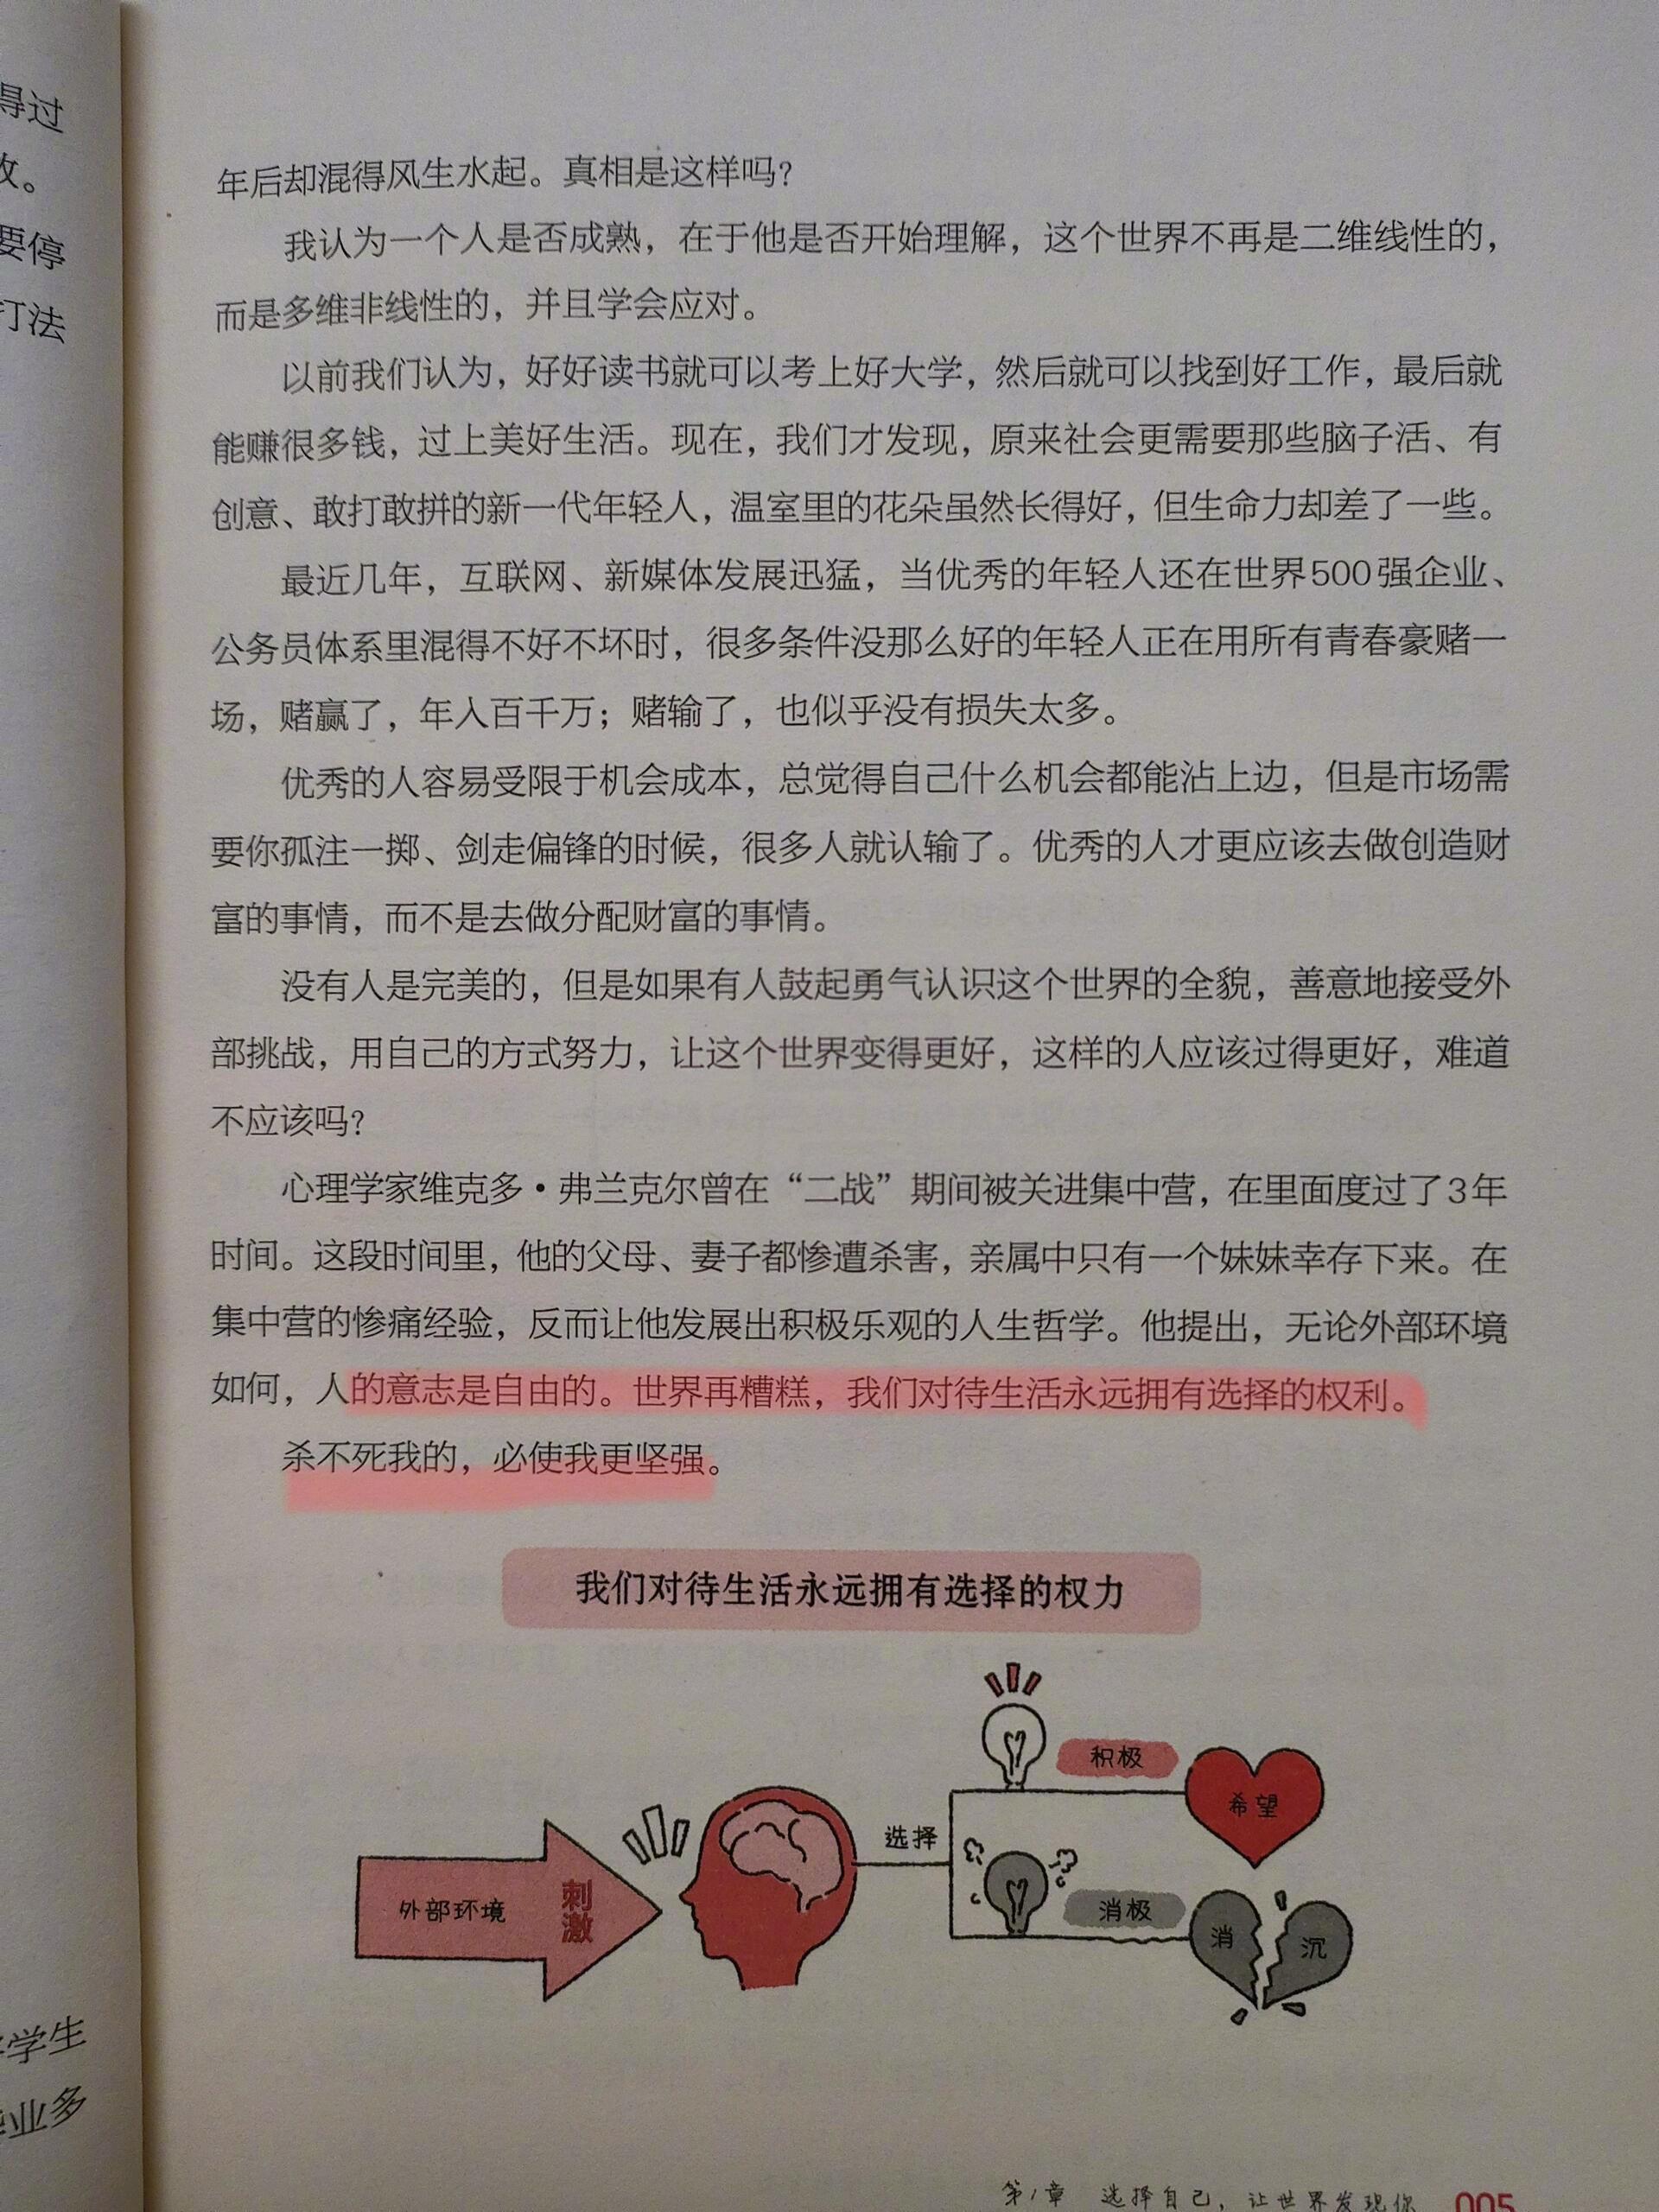 得过
要停
打法
学生
业多
年后却混得风生水起。真相是这样吗？
我认为一个人是否成熟，在于他是否开始理解，这个世界不再是二维线性的，
而是多维非线性的，并且学会应对。
以前我们认为，好好读书就可以考上好大学，然后就可以找到好工作，最后就
能赚很多钱，过上美好生活。现在，我们才发现，原来社会更需要那些脑子活、有
创意、敢打敢拼的新一代年轻人，温室里的花朵虽然长得好，但生命力却差了一些。
最近几年，互联网、新媒体发展迅猛，当优秀的年轻人还在世界500强企业、
公务员体系里混得不好不坏时，很多条件没那么好的年轻人正在用所有青春豪赌一
场，赌赢了，年入百千万；赌输了，也似乎没有损失太多。
优秀的人容易受限于机会成本，总觉得自己什么机会都能沾上边，但是市场需
要你孤注一掷、剑走偏锋的时候，很多人就认输了。优秀的人才更应该去做创造财
富的事情，而不是去做分配财富的事情。
没有人是完美的，但是如果有人鼓起勇气认识这个世界的全貌，善意地接受外
部挑战，用自己的方式努力，让这个世界变得更好，这样的人应该过得更好，难道
不应该吗？
心理学家维克多·弗兰克尔曾在“二战”期间被关进集中营，在里面度过了3年
时间。这段时间里，他的父母、妻子都惨遭杀害，亲属中只有一个妹妹幸存下来。在
集中营的惨痛经验，反而让他发展出积极乐观的人生哲学。他提出，无论外部环境
如何，人的意志是自由的。世界再糟糕，我们对待生活永远拥有选择的权利。
杀不死我的，必使我更坚强。
我们对待生活永远拥有选择的权力
外部环境
刺激
选择
积极
希望
消极
消沉
第1章 选择自己，让世界发现你 005